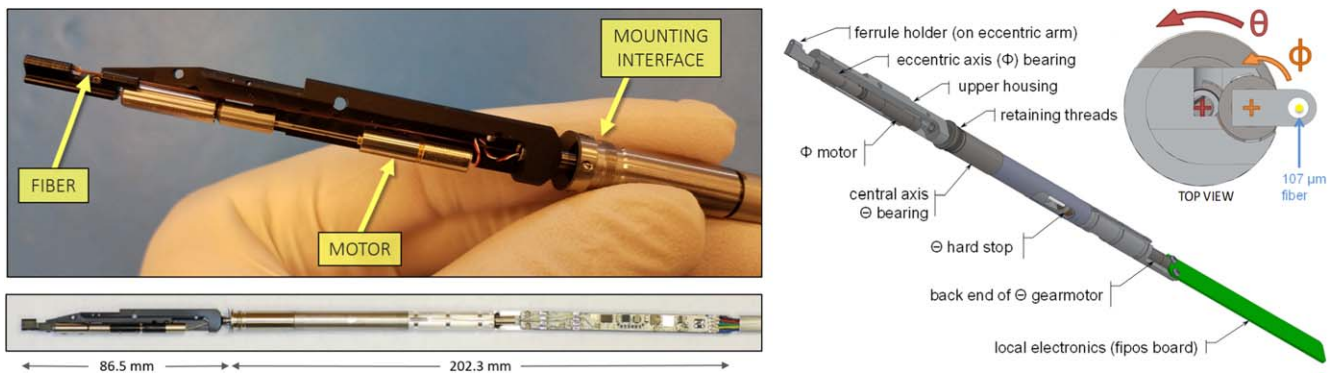 MOUNTING
INTERFACE
FIBER
MOTOR
86.5 mm
202.3 mm
ferrule holder (on eccentric arm)
eccentric axis (Φ) bearing
upper housing
retaining threads
Φ motor
central axis
Θ bearing
Θ hard stop
back end of Θ gearmotor
local electronics (fipos board)
θ
ϕ
107 µm
fiber
TOP VIEW